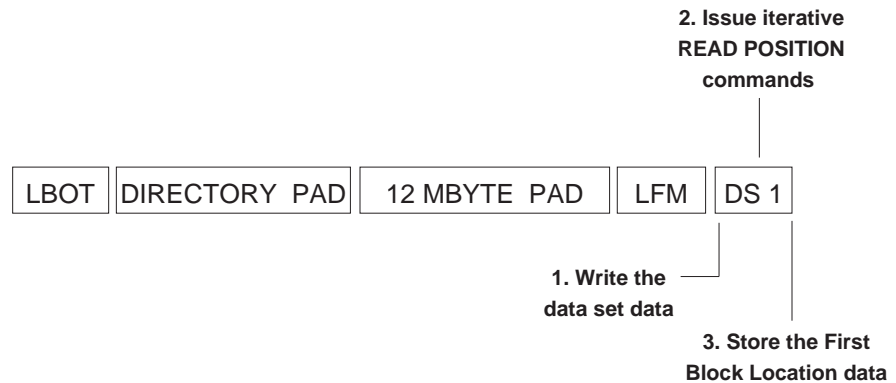 2. Issue iterative
READ POSITION
commands
LBOT DIRECTORY PAD 12 MBYTE PAD LFM DS 1
1. Write the
data set data
3. Store the First
Block Location data